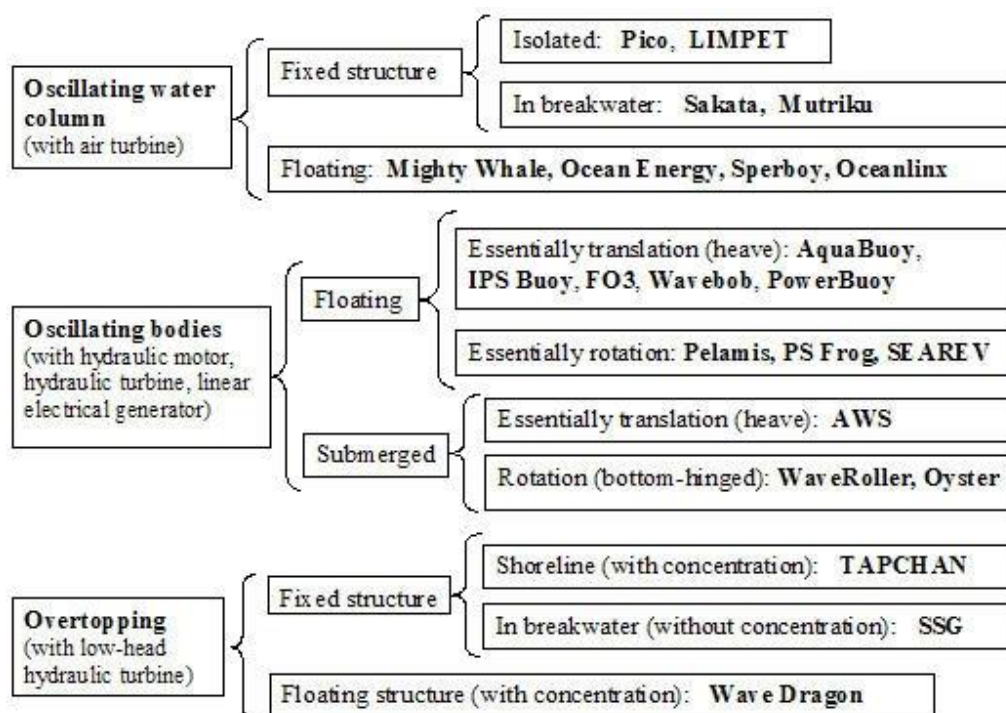 Oscillating water
column
(with air turbine)
Fixed structure
Isolated: Pico, LIMPET
In breakwater: Sakata, Mutriku
Floating: Mighty Whale, Ocean Energy, Sperboy, Oceanlinx
Oscillating bodies
(with hydraulic motor,
hydraulic turbine, linear
electrical generator)
Floating
Essentially translation (heave): AquaBuoy,
IPS Buoy, FO3, Wavebob, PowerBuoy
Essentially rotation: Pelamis, PS Frog, SEAREV
Submerged
Essentially translation (heave): AWS
Rotation (bottom-hinged): WaveRoller, Oyster
Overtopping
(with low-head
hydraulic turbine)
Fixed structure
Shoreline (with concentration): TAPCHAN
In breakwater (without concentration): SSG
Floating structure (with concentration): Wave Dragon